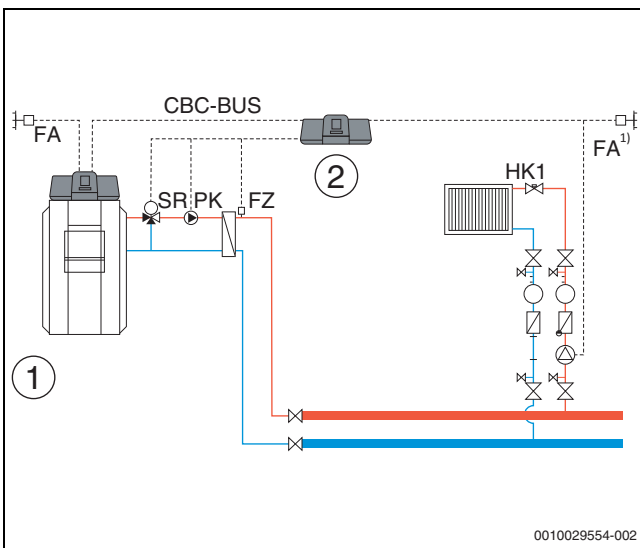 CBC-BUS
FA
FA¹⁾
2
SR PK FZ
HK1
1
0010029554-002